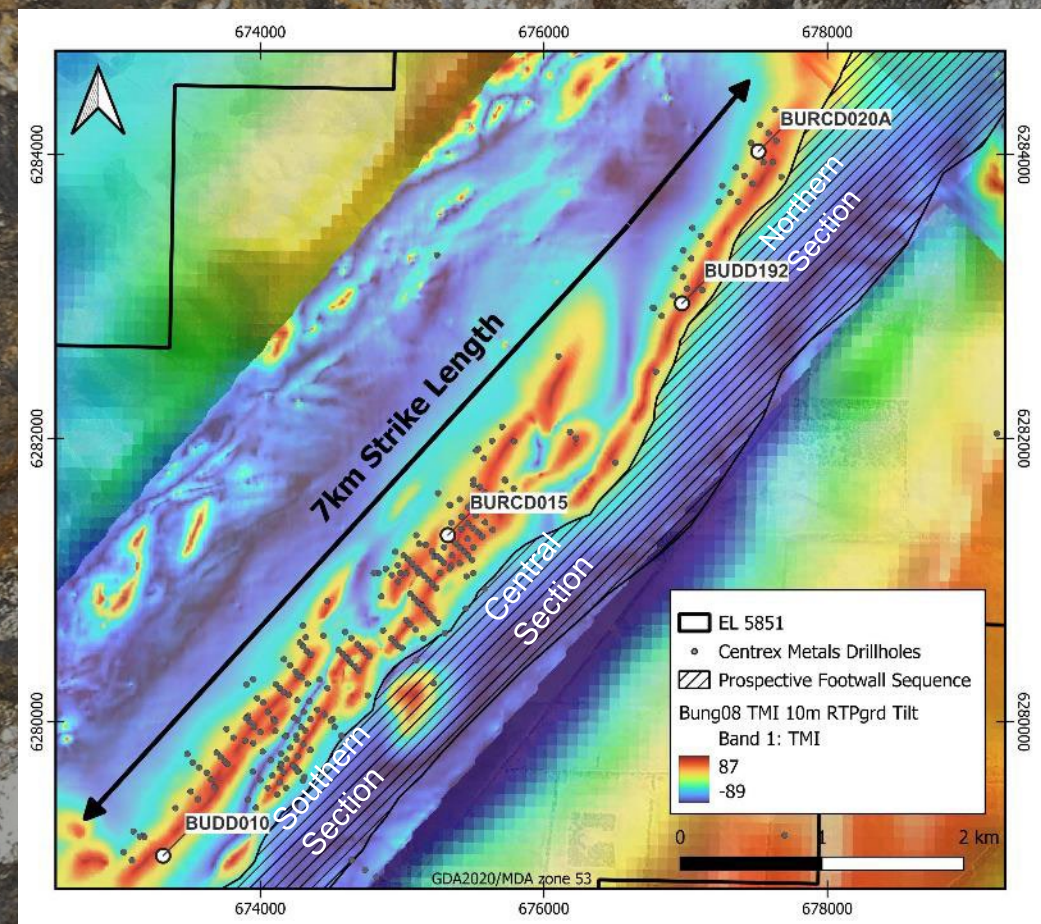 674000
676000
678000
6284000
6284000
BURCD020A
Northern
Section
BUDD192
7km Strike Length
6282000
6282000
BURCD015
Central
Section
EL 5851
Centrex Metals Drillholes
Prospective Footwall Sequence
Bung08 TMI 10m RTPgrd Tilt
Band 1: TMI
87
-89
6280000
6280000
Southern
Section
BUDD010
0
1
2 km
GDA2020/MDA zone 53
674000
676000
678000